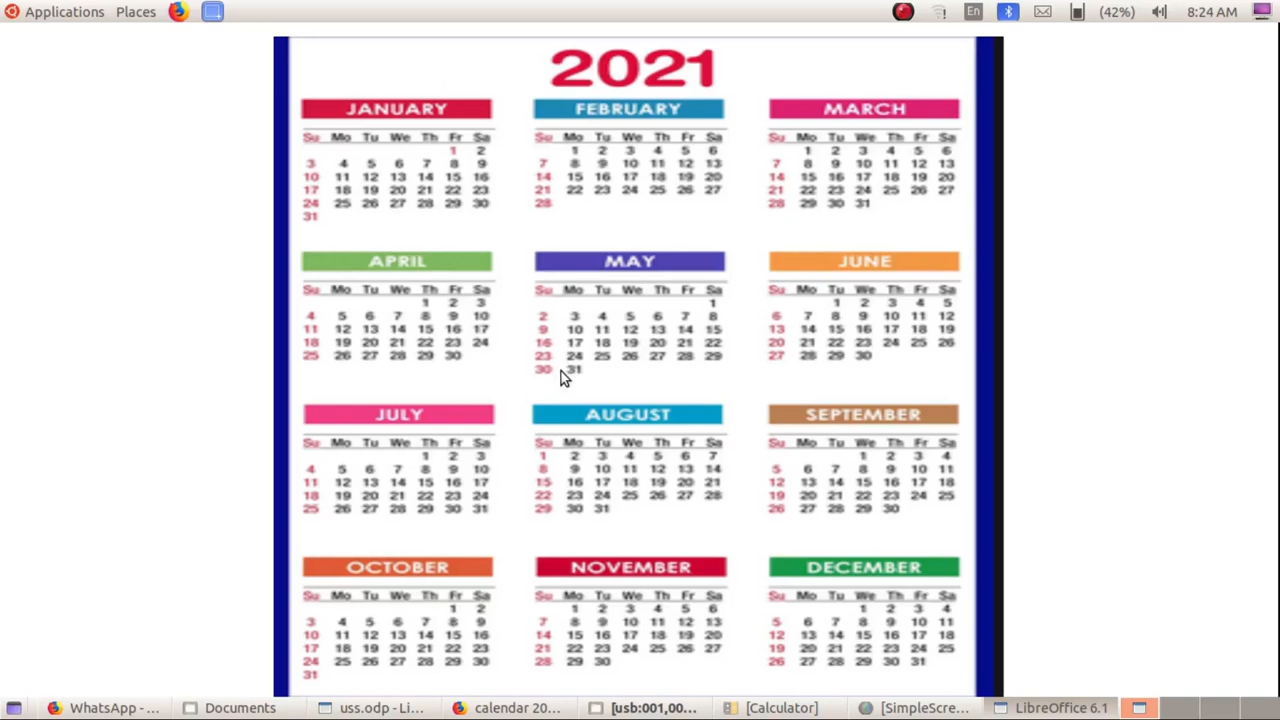 Applications Places En (42%) 8:24 AM
2021
JANUARY FEBRUARY MARCH
Su Mo Tu We Th Fr Sa Su Mo Tu We Th Fr Sa Su Mo Tu We Th Fr Sa
1 2 1 2 3 4 5 6 1 2 3 4 5 6
3 4 5 6 7 8 9 7 8 9 10 11 12 13 7 8 9 10 11 12 13
10 11 12 13 14 15 16 14 15 16 17 18 19 20 14 15 16 17 18 19 20
17 18 19 20 21 22 23 21 22 23 24 25 26 27 21 22 23 24 25 26 27
24 25 26 27 28 29 30 28 28 29 30 31
31
APRIL MAY JUNE
Su Mo Tu We Th Fr Sa Su Mo Tu We Th Fr Sa Su Mo Tu We Th Fr Sa
1 2 3 1 1 2 3 4 5
4 5 6 7 8 9 10 2 3 4 5 6 7 8 6 7 8 9 10 11 12
11 12 13 14 15 16 17 9 10 11 12 13 14 15 13 14 15 16 17 18 19
18 19 20 21 22 23 24 16 17 18 19 20 21 22 20 21 22 23 24 25 26
25 26 27 28 29 30 23 24 25 26 27 28 29 27 28 29 30
30 31
JULY AUGUST SEPTEMBER
Su Mo Tu We Th Fr Sa Su Mo Tu We Th Fr Sa Su Mo Tu We Th Fr Sa
1 2 3 1 2 3 4 5 6 7 1 2 3 4
4 5 6 7 8 9 10 8 9 10 11 12 13 14 5 6 7 8 9 10 11
11 12 13 14 15 16 17 15 16 17 18 19 20 21 12 13 14 15 16 17 18
18 19 20 21 22 23 24 22 23 24 25 26 27 28 19 20 21 22 23 24 25
25 26 27 28 29 30 31 29 30 31 26 27 28 29 30
OCTOBER NOVEMBER DECEMBER
Su Mo Tu We Th Fr Sa Su Mo Tu We Th Fr Sa Su Mo Tu We Th Fr Sa
1 2 1 2 3 4 5 6 1 2 3 4
3 4 5 6 7 8 9 7 8 9 10 11 12 13 5 6 7 8 9 10 11
10 11 12 13 14 15 16 14 15 16 17 18 19 20 12 13 14 15 16 17 18
17 18 19 20 21 22 23 21 22 23 24 25 26 27 19 20 21 22 23 24 25
24 25 26 27 28 29 30 28 29 30 26 27 28 29 30 31
31
WhatsApp - ... Documents uss.odp - Li... calendar 20... [usb:001,00... [Calculator] [SimpleScre... LibreOffice 6.1